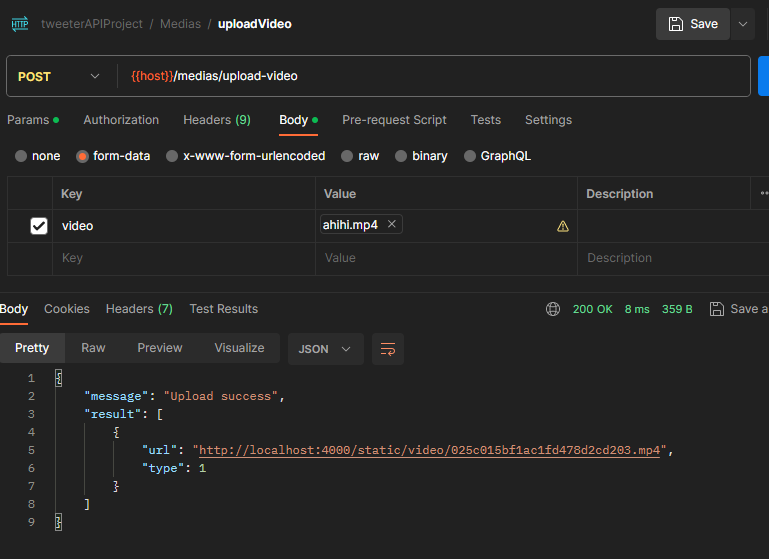 HTTP tweeterAPIProject / Medias / uploadVideo Save
POST {{host}}/medias/upload-video
Params Authorization Headers (9) Body Pre-request Script Tests Settings
none form-data x-www-form-urlencoded raw binary GraphQL
Key Value Description
video ahihi.mp4
Key Value Description
Body Cookies Headers (7) Test Results 200 OK 8 ms 359 B Save a
Pretty Raw Preview Visualize JSON
1 {
2 "message": "Upload success",
3 "result": [
4 {
5 "url": "http://localhost:4000/static/video/025c015bf1ac1fd478d2cd203.mp4",
6 "type": 1
7 }
8 ]
9 }